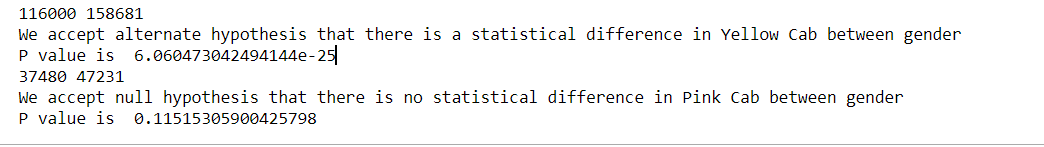 116000 158681
We accept alternate hypothesis that there is a statistical difference in Yellow Cab between gender
P value is  6.060473042494144e-25
37480 47231
We accept null hypothesis that there is no statistical difference in Pink Cab between gender
P value is  0.11515305900425798